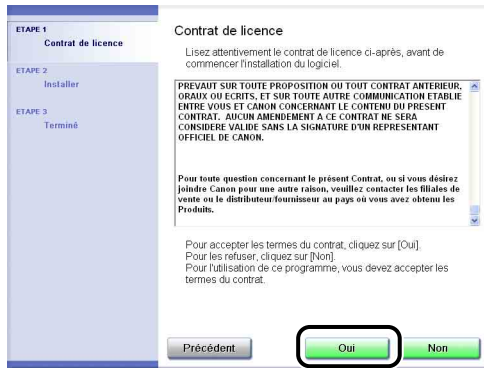 ETAPE 1
Contrat de licence
ETAPE 2
Installer
ETAPE 3
Terminé
Contrat de licence
Lisez attentivement le contrat de licence ci-après, avant de
commencer l'installation du logiciel.
PREVAUT SUR TOUTE PROPOSITION OU TOUT CONTRAT ANTERIEUR,
ORAUX OU ECRITS, ET SUR TOUTE AUTRE COMMUNICATION ETABLIE
ENTRE VOUS ET CANON CONCERNANT LE CONTENU DU PRESENT
CONTRAT. AUCUN AMENDEMENT A CE CONTRAT NE SERA
CONSIDERE VALIDE SANS LA SIGNATURE D'UN REPRESENTANT
OFFICIEL DE CANON.
Pour toute question concernant le présent Contrat, ou si vous désirez
joindre Canon pour une autre raison, veuillez contacter les filiales de
vente ou le distributeur/fournisseur au pays où vous avez obtenu les
Produits.
Pour accepter les termes du contrat, cliquez sur [Oui].
Pour les refuser, cliquez sur [Non].
Pour l'utilisation de ce programme, vous devez accepter les
termes du contrat.
Précédent
Oui
Non